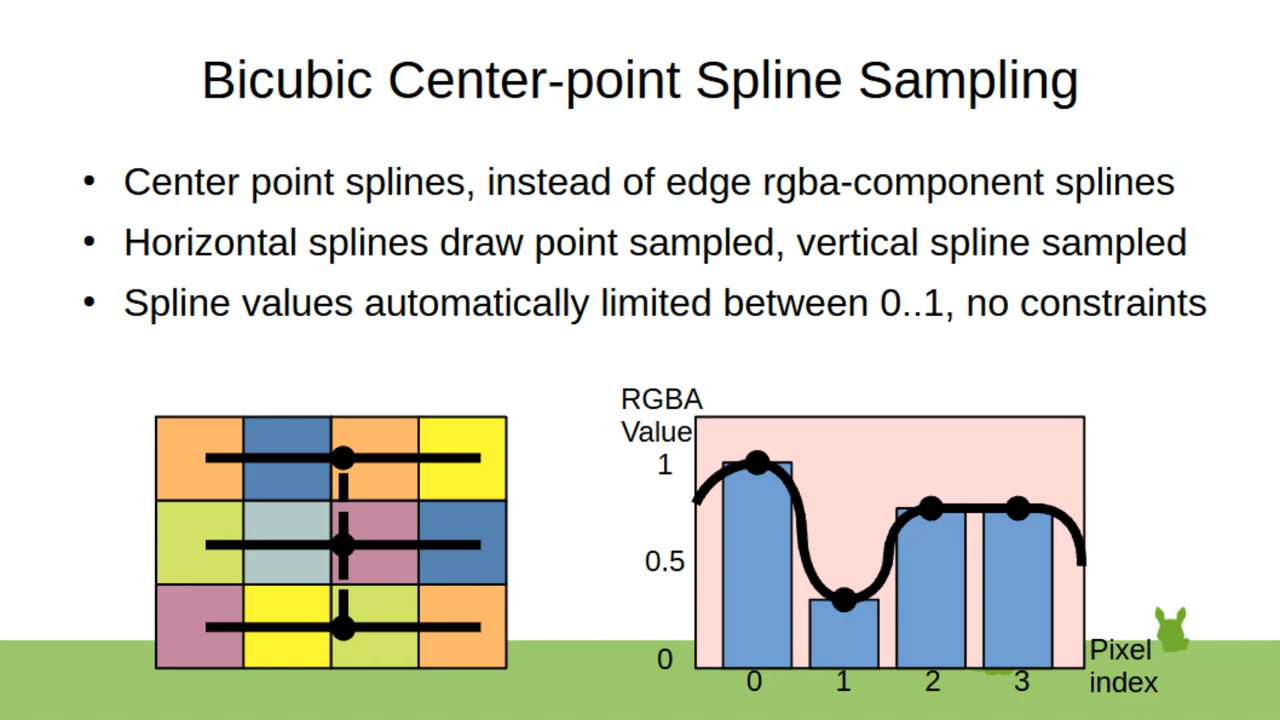 Bicubic Center-point Spline Sampling
• Center point splines, instead of edge rgba-component splines
• Horizontal splines draw point sampled, vertical spline sampled
• Spline values automatically limited between 0..1, no constraints
RGBA
Value
1
0.5
0
0 1 2 3
Pixel
index